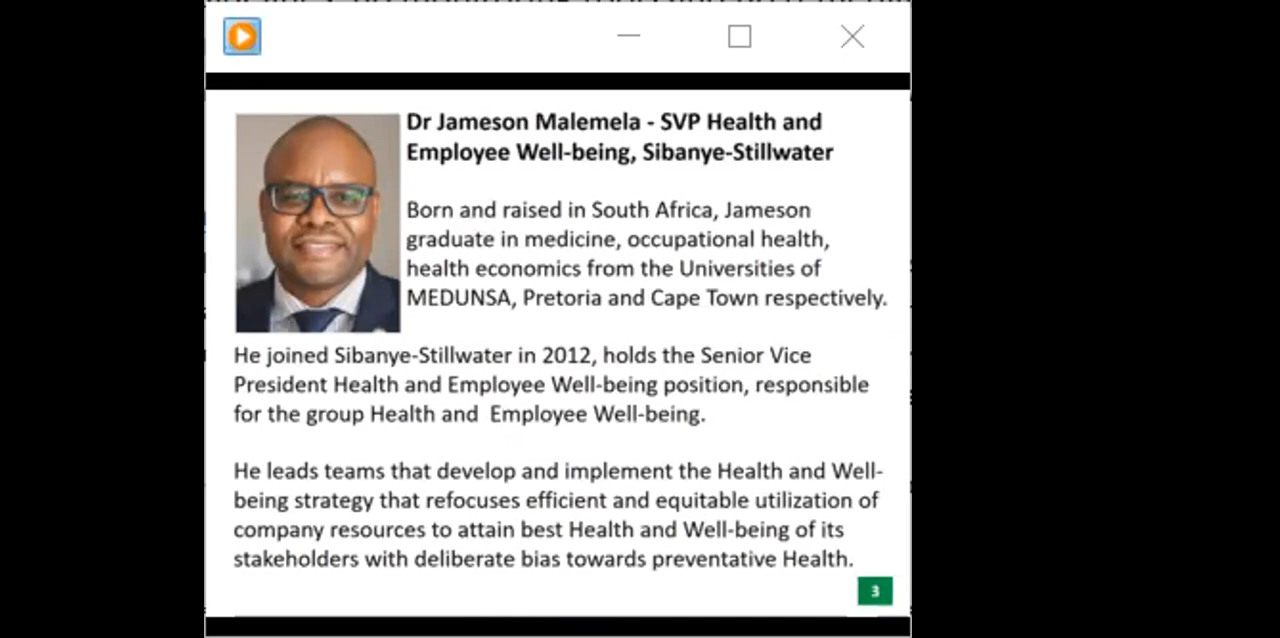 Dr Jameson Malemela - SVP Health and
Employee Well-being, Sibanye-Stillwater
Born and raised in South Africa, Jameson
graduate in medicine, occupational health,
health economics from the Universities of
MEDUNSA, Pretoria and Cape Town respectively.
He joined Sibanye-Stillwater in 2012, holds the Senior Vice
President Health and Employee Well-being position, responsible
for the group Health and  Employee Well-being.
He leads teams that develop and implement the Health and Well-
being strategy that refocuses efficient and equitable utilization of
company resources to attain best Health and Well-being of its
stakeholders with deliberate bias towards preventative Health.
3